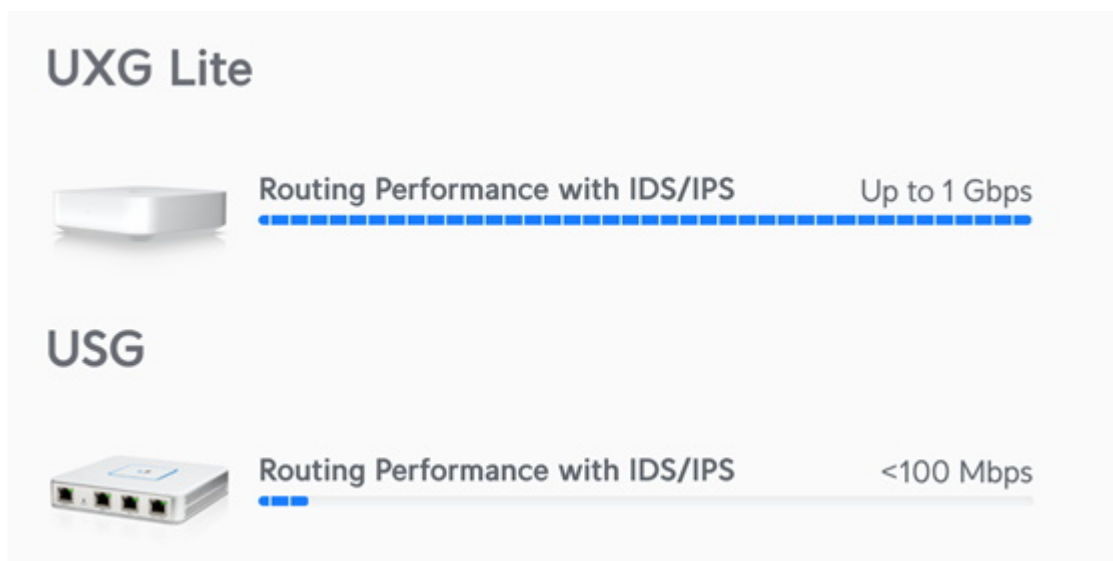 UXG Lite
Routing Performance with IDS/IPS Up to 1 Gbps
USG
Routing Performance with IDS/IPS <100 Mbps